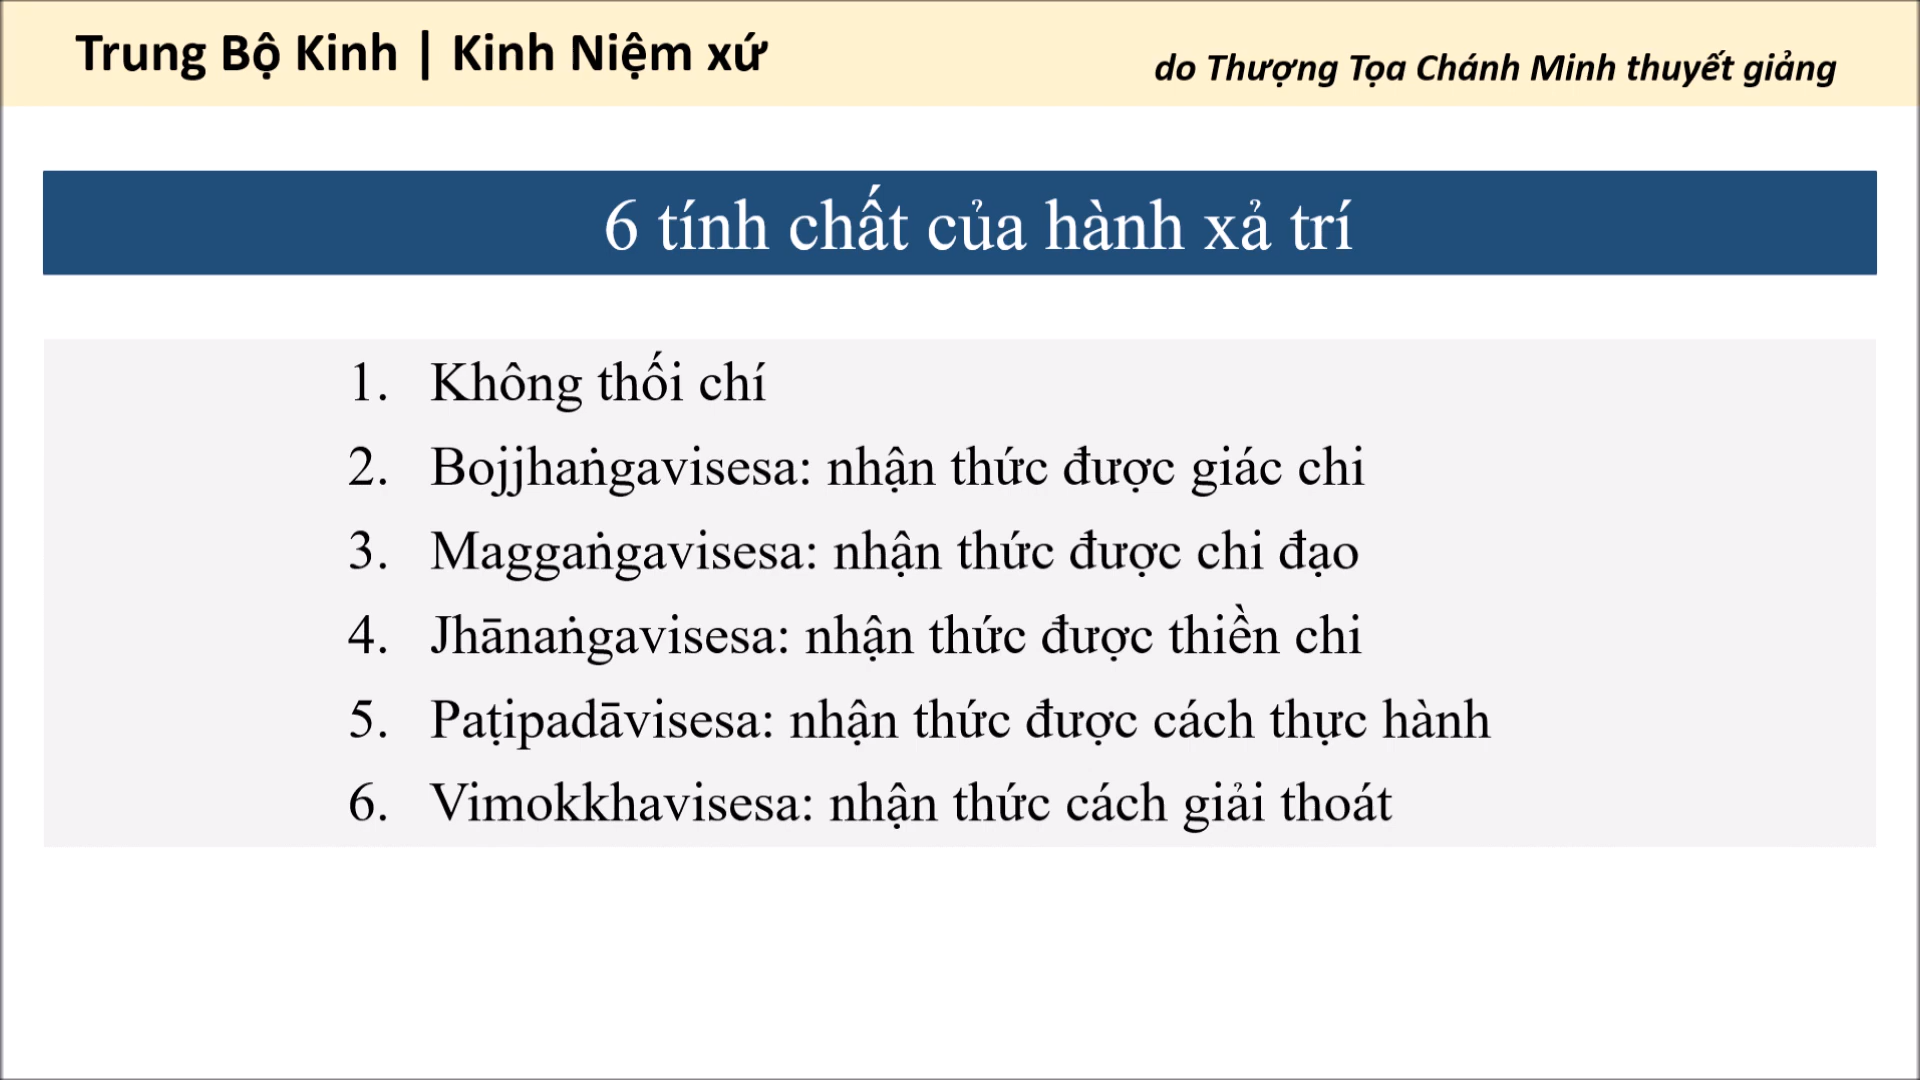 Trung Bộ Kinh | Kinh Niệm xứ
do Thượng Tọa Chánh Minh thuyết giảng
6 tính chất của hành xả trí
1. Không thối chí
2. Bojjhaṅgavisesa: nhận thức được giác chi
3. Maggaṅgavisesa: nhận thức được chi đạo
4. Jhānaṅgavisesa: nhận thức được thiền chi
5. Paṭipadāvisesa: nhận thức được cách thực hành
6. Vimokkhavisesa: nhận thức cách giải thoát